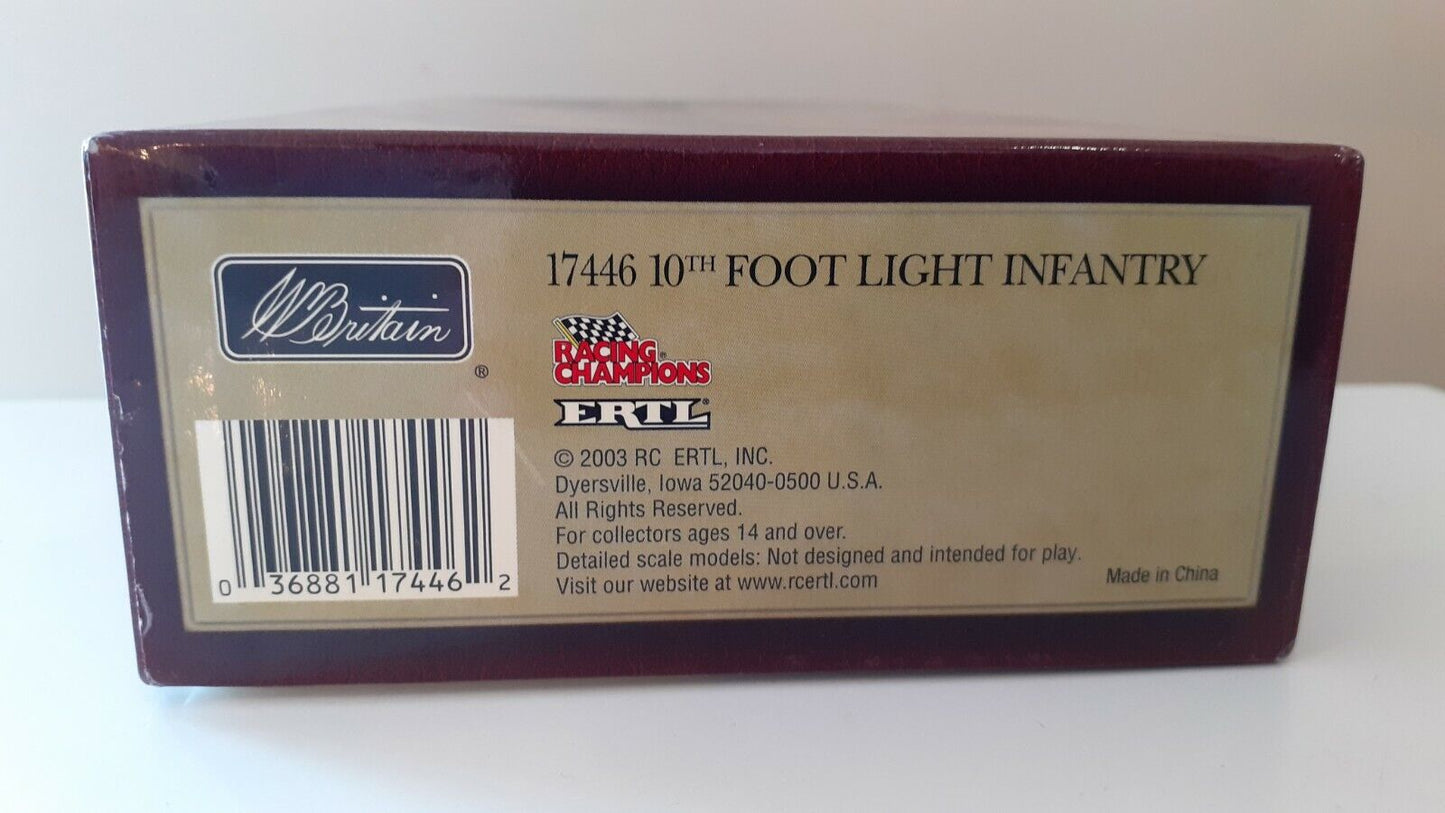 W Britain
®
0 36881 17446 2
17446 10TH FOOT LIGHT INFANTRY
RACING®
CHAMPIONS
ERTL®
© 2003 RC ERTL, INC.
Dyersville, Iowa 52040-0500 U.S.A.
All Rights Reserved.
For collectors ages 14 and over.
Detailed scale models: Not designed and intended for play.
Visit our website at www.rcertl.com
Made in China